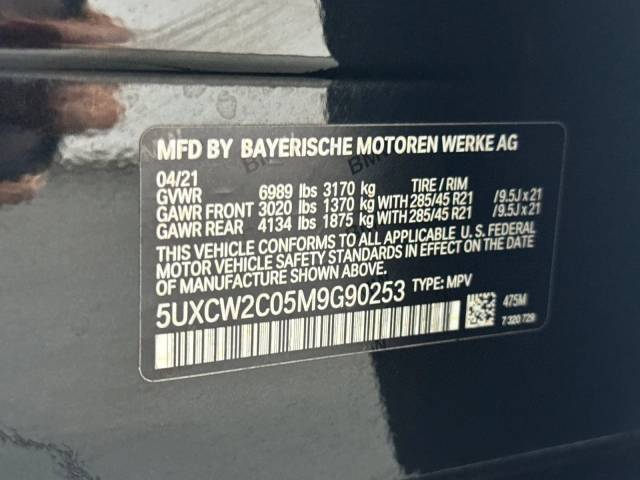 MFD BY BAYERISCHE MOTOREN WERKE AG
04/21
GVWR 6989 lbs 3170 kg TIRE / RIM
GAWR FRONT 3020 lbs 1370 kg WITH 285/45 R21 /9.5J x 21
GAWR REAR 4134 lbs 1875 kg WITH 285/45 R21 /9.5J x 21
THIS VEHICLE CONFORMS TO ALL APPLICABLE U.S. FEDERAL
MOTOR VEHICLE SAFETY STANDARDS IN EFFECT ON THE DATE
OF MANUFACTURE SHOWN ABOVE.
5UXCW2C05M9G90253 TYPE: MPV
475M
7 320 729